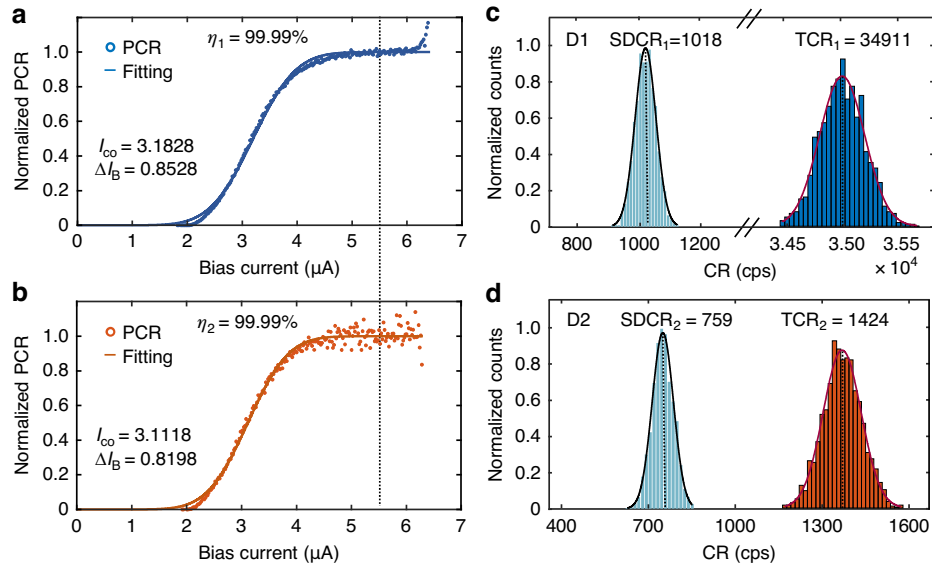 a
Normalized PCR
1.0
0.8
0.6
0.4
0.2
0
PCR
Fitting
η1 = 99.99%
Ico = 3.1828
ΔIB = 0.8528
0 1 2 3 4 5 6 7
Bias current (μA)
b
Normalized PCR
1.0
0.8
0.6
0.4
0.2
0
PCR
Fitting
η2 = 99.99%
Ico = 3.1118
ΔIB = 0.8198
0 1 2 3 4 5 6 7
Bias current (μA)
c
Normalized counts
1.0
0.8
0.6
0.4
0.2
0
D1 SDCR1=1018 TCR1 = 34911
800 1000 1200 3.45 3.50 3.55
× 10⁴
CR (cps)
d
Normalized counts
1.0
0.8
0.6
0.4
0.2
0
D2 SDCR2 = 759 TCR2 = 1424
400 700 1000 1300 1600
CR (cps)